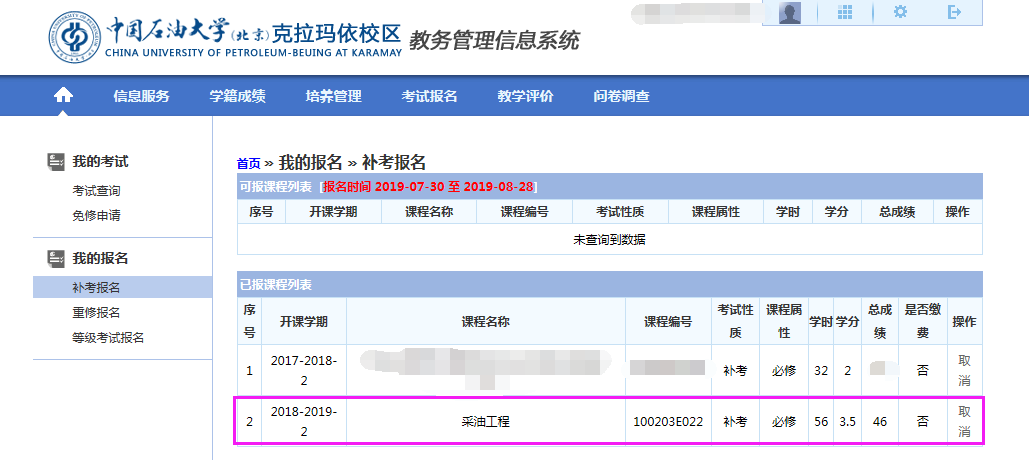 中国石油大学(北京)克拉玛依校区
CHINA UNIVERSITY OF PETROLEUM-BEIJING AT KARAMAY
教务管理信息系统
信息服务 学籍成绩 培养管理 考试报名 教学评价 问卷调查
我的考试
考试查询
免修申请
我的报名
补考报名
重修报名
等级考试报名
首页 » 我的报名 » 补考报名
可报课程列表 [报名时间 2019-07-30 至 2019-08-28]
序号 开课学期 课程名称 课程编号 考试性质 课程属性 学时 学分 总成绩 操作
未查询到数据
已报课程列表
序号 开课学期 课程名称 课程编号 考试性质 课程属性 学时 学分 总成绩 是否缴费 操作
1 2017-2018-2 补考 必修 32 2 否 取消
2 2018-2019-2 采油工程 100203E022 补考 必修 56 3.5 46 否 取消